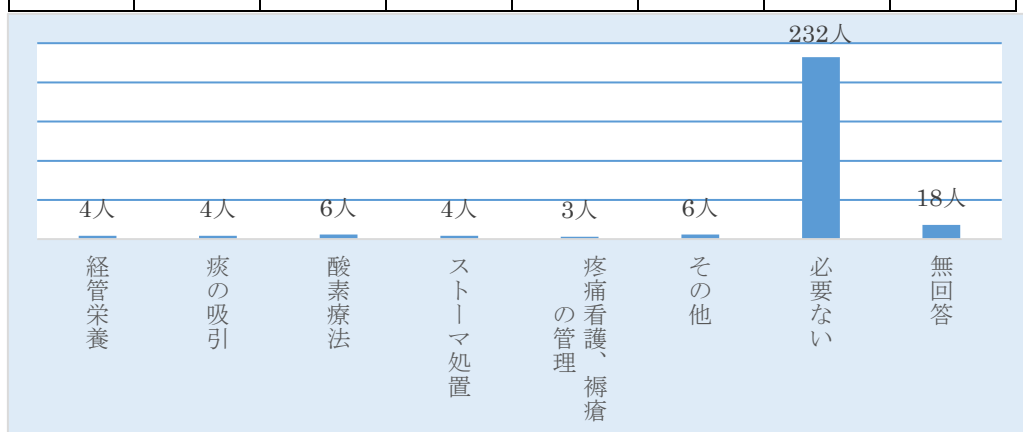 232人
4人
4人
6人
4人
3人
6人
18人
経管栄養
痰の吸引
酸素療法
ストーマ処置
疼痛看護、褥瘡
の管理
その他
必要ない
無回答